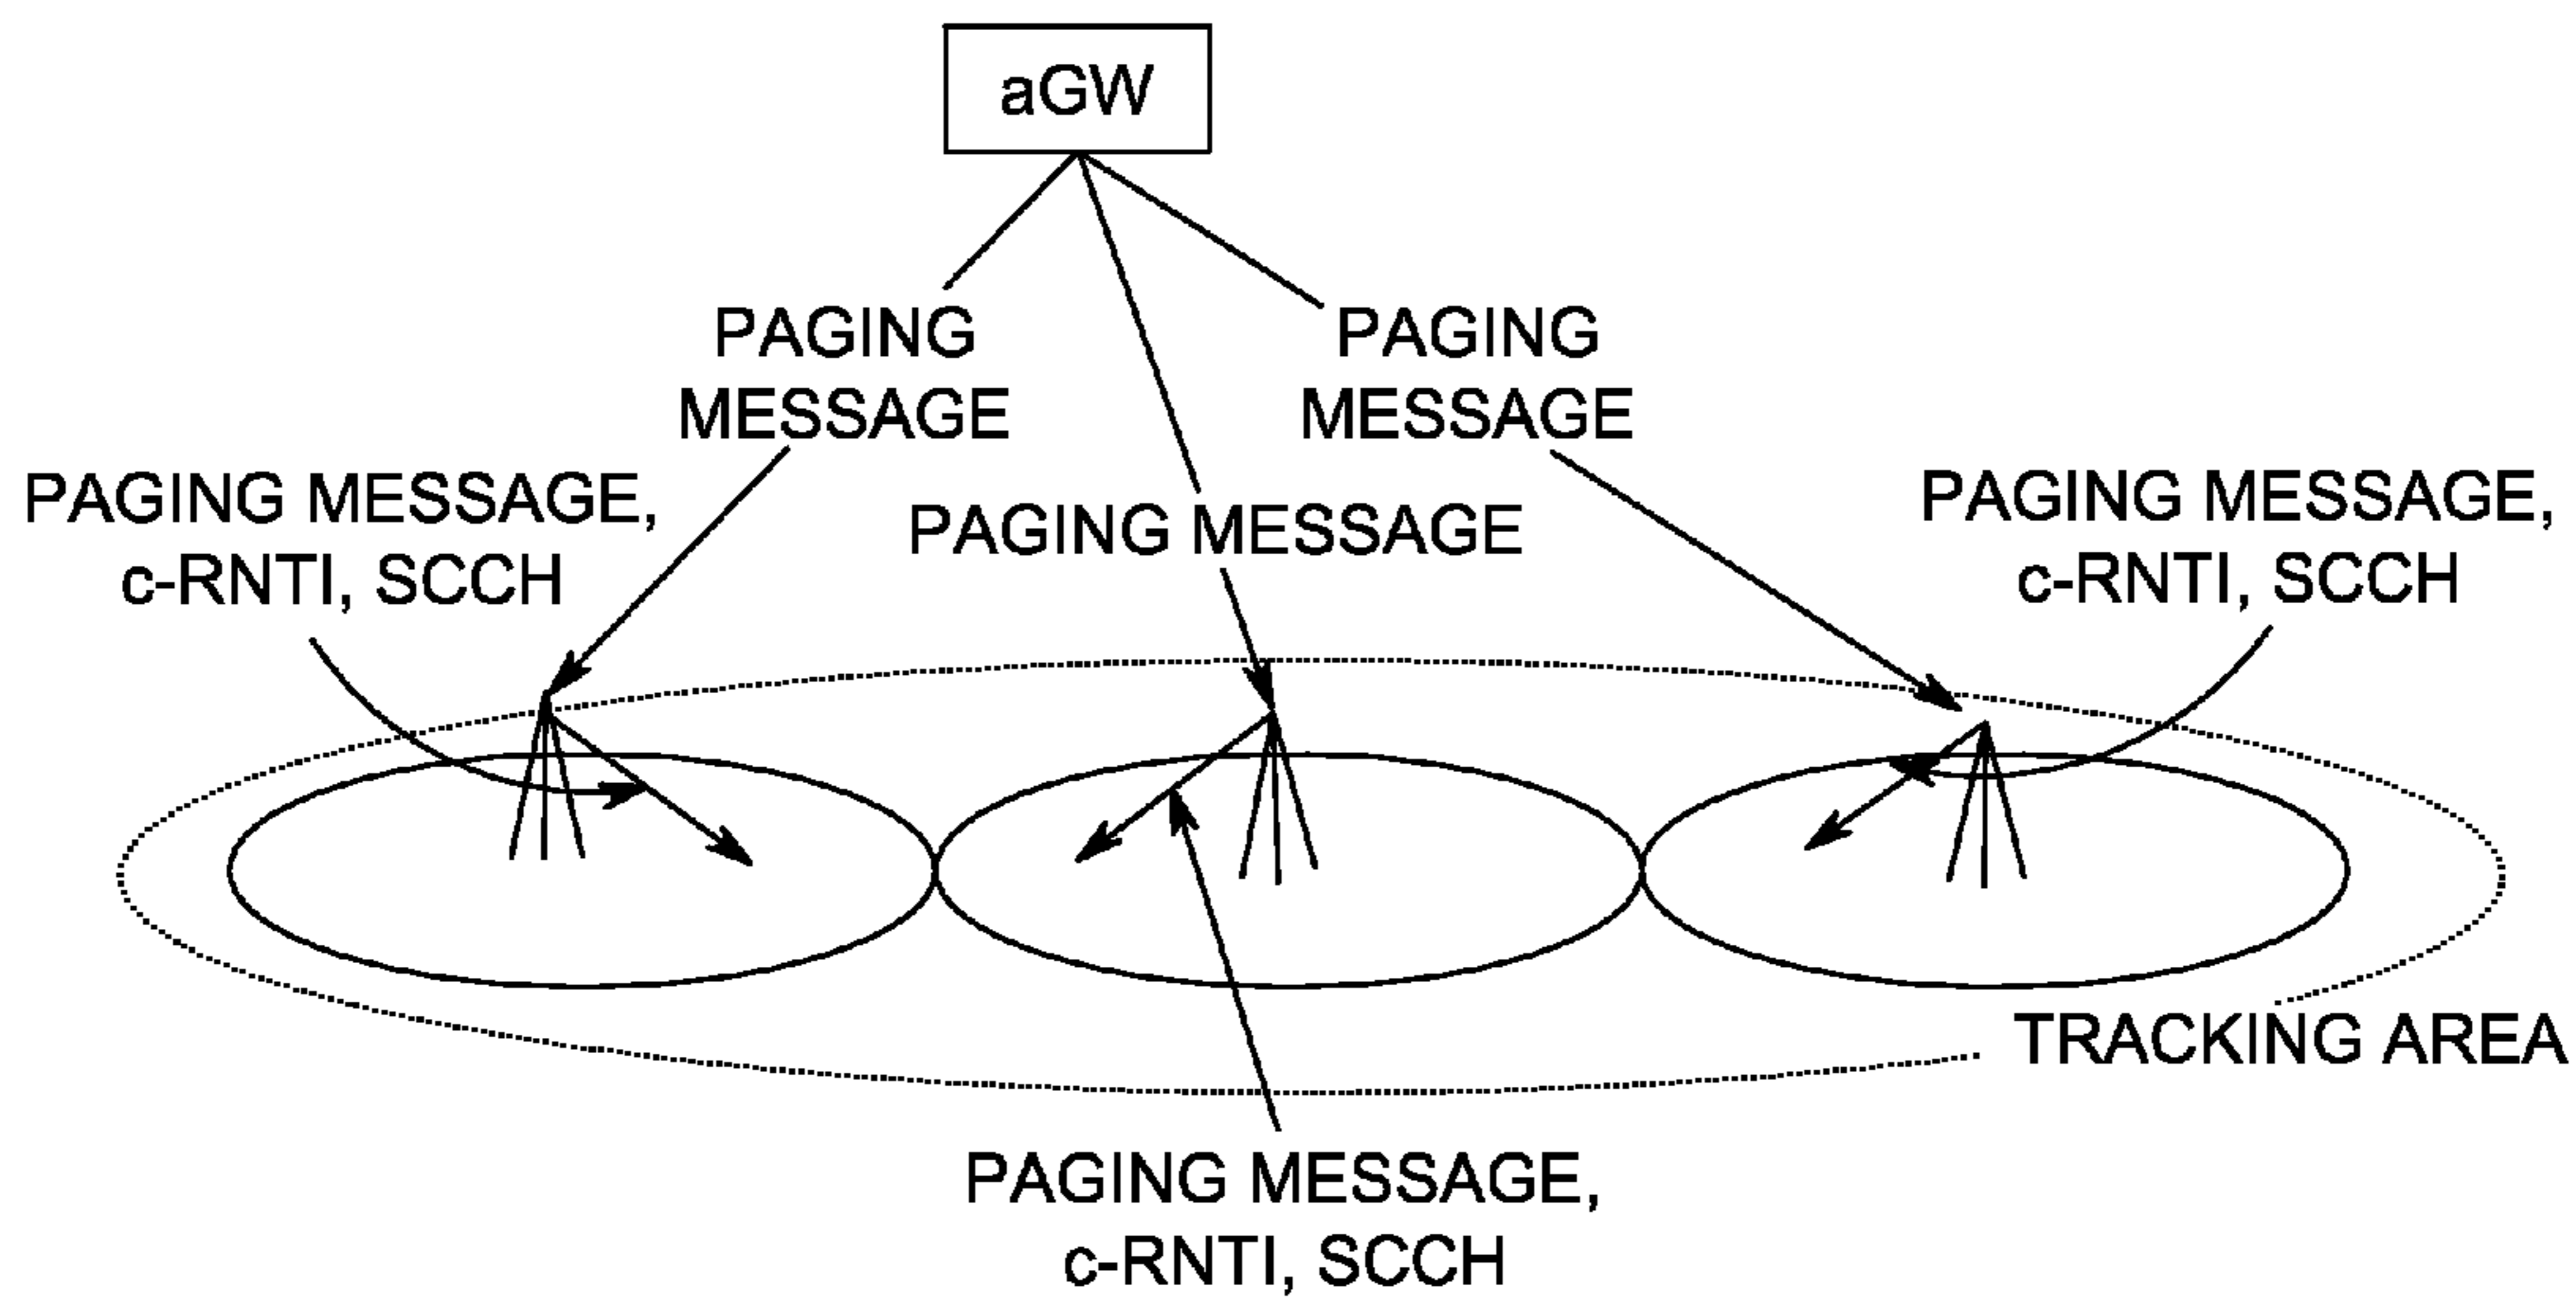 aGW
PAGING
MESSAGE
PAGING
MESSAGE
PAGING MESSAGE,
c-RNTI, SCCH
PAGING MESSAGE
PAGING MESSAGE,
c-RNTI, SCCH
TRACKING AREA
PAGING MESSAGE,
c-RNTI, SCCH